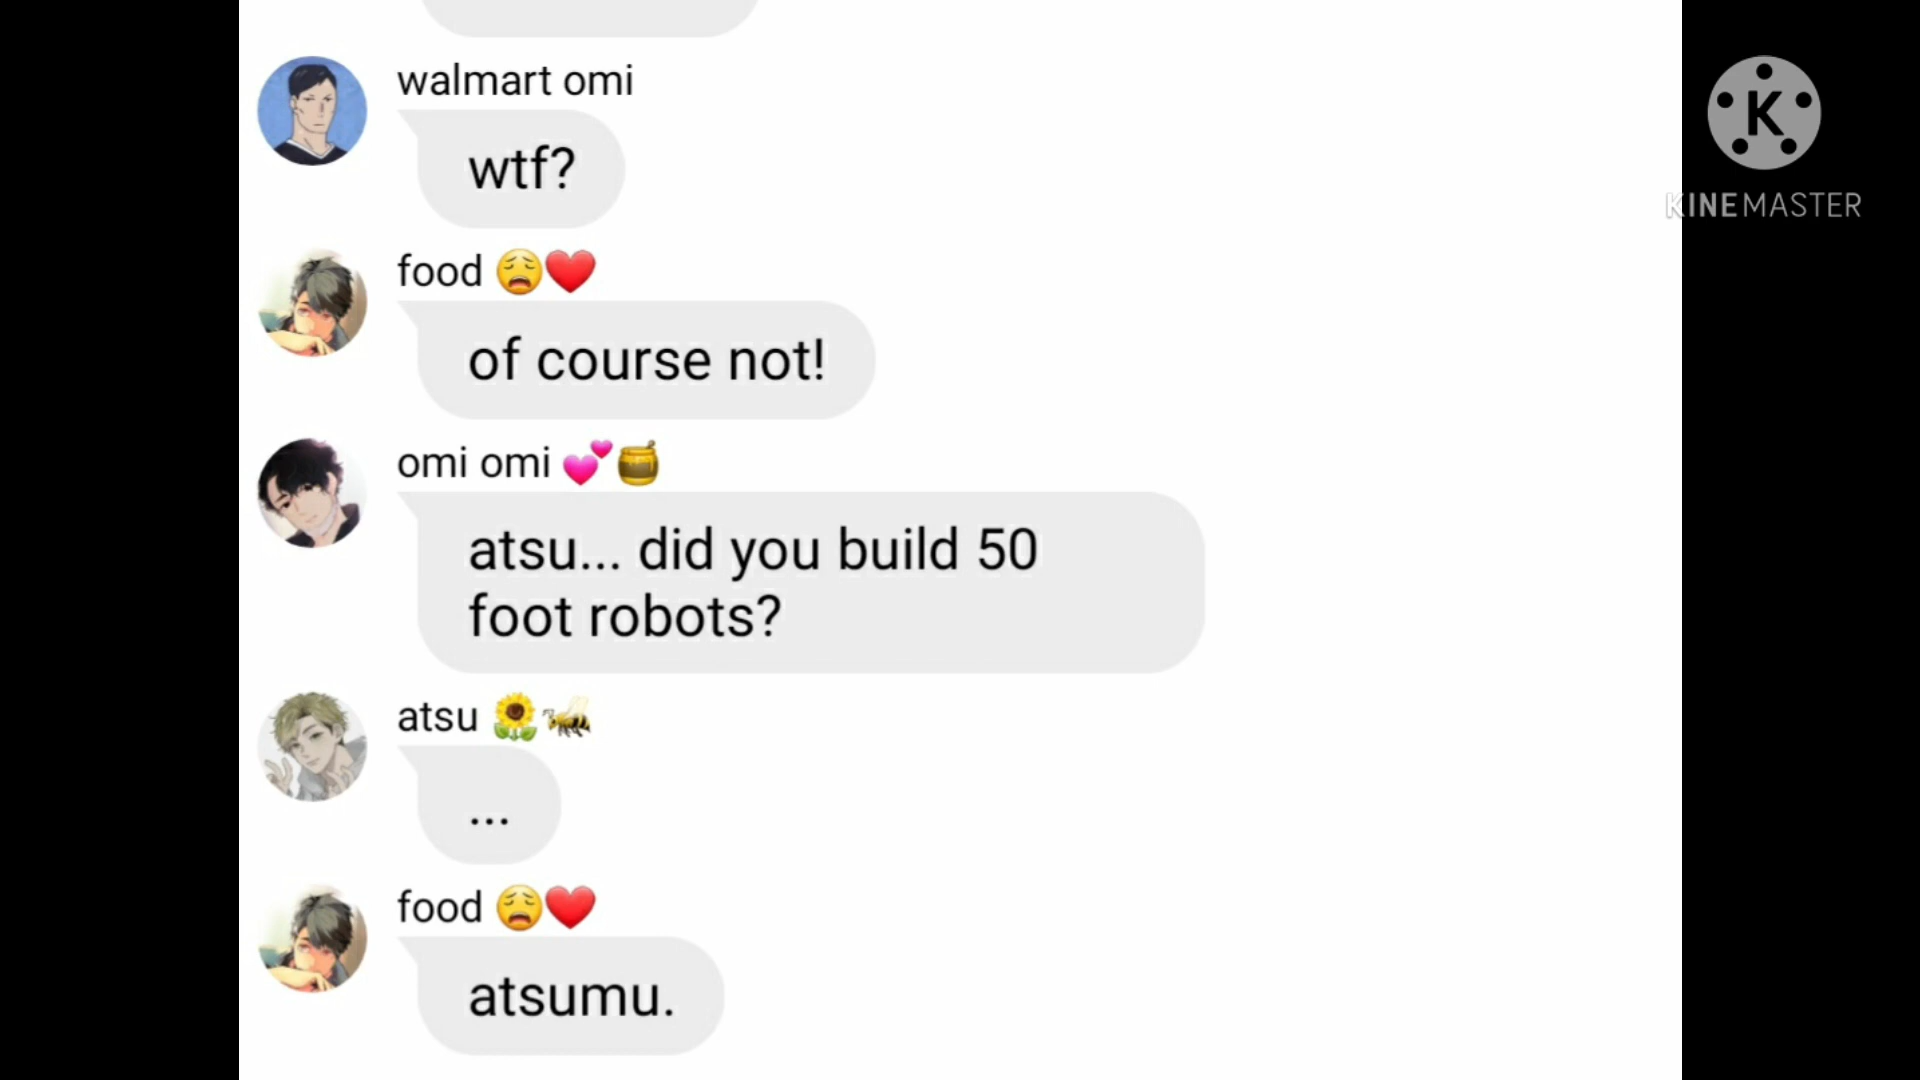 walmart omi
wtf?
food 😩❤️
of course not!
omi omi 💕🍯
atsu... did you build 50
foot robots?
atsu 🌻🐝
...
food 😩❤️
atsumu.
K
KINEMASTER